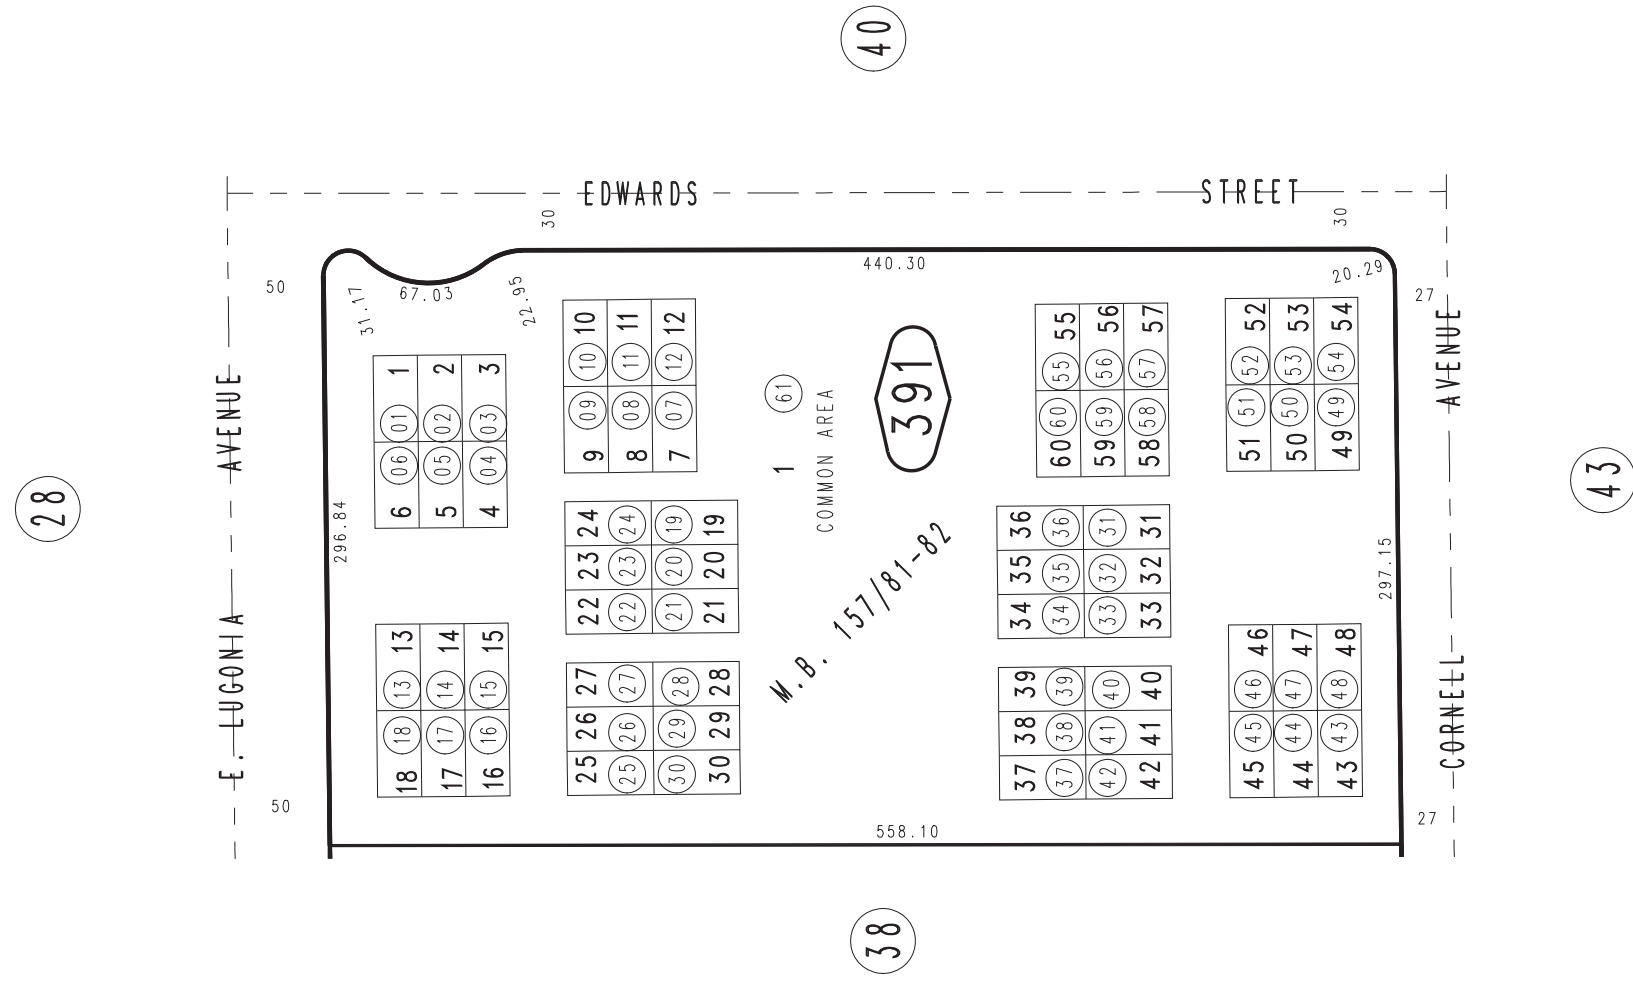 40
EDWARDS STREET
30
30
50
31.17
67.03
22.95
440.30
20.29
27
E. LUGONIA AVENUE
CORNELL AVENUE
28
43
296.84
297.15
1 2 3
01 02 03
06 05 04
6 5 4
10 11 12
10 11 12
09 08 07
9 8 7
61
1
COMMON AREA
391
M.B. 157/81-82
55 56 57
55 56 57
60 59 58
60 59 58
52 53 54
52 53 54
51 50 49
51 50 49
24 24 19 19
23 23 20 20
22 22 21 21
36 36 31 31
35 35 32 32
34 34 33 33
13 14 15
13 14 15
18 17 16
18 17 16
27 27 28 28
26 26 29 29
25 25 30 30
39 39 40 40
38 38 41 41
37 37 42 42
46 47 48
46 47 48
45 44 43
45 44 43
50
27
558.10
38